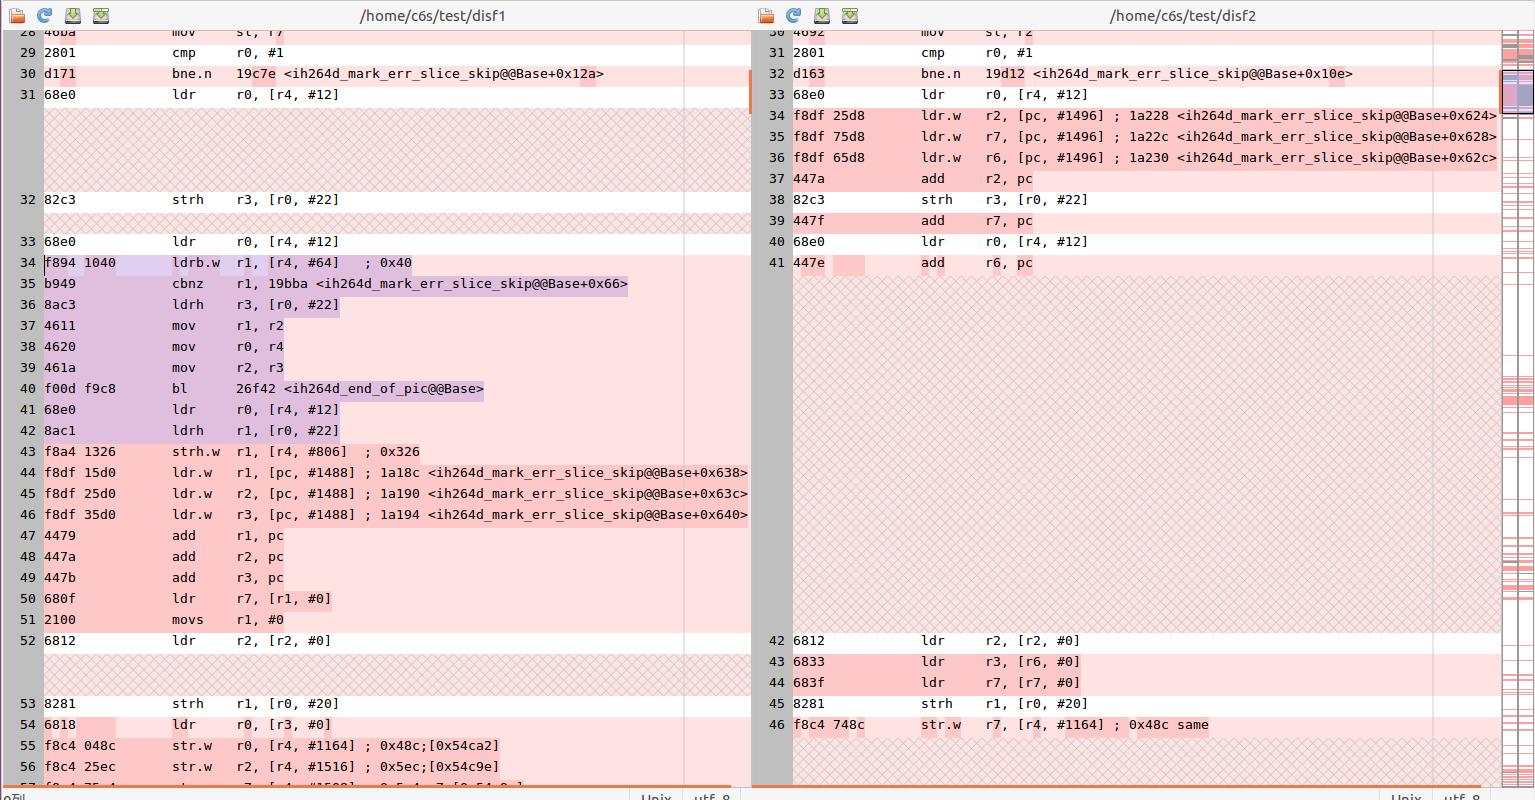 /home/c6s/test/disf1
28 46ba mov sl, r7
29 2801 cmp r0, #1
30 d171 bne.n 19c7e <ih264d_mark_err_slice_skip@@Base+0x12a>
31 68e0 ldr r0, [r4, #12]
32 82c3 strh r3, [r0, #22]
33 68e0 ldr r0, [r4, #12]
34 f894 1040 ldrb.w r1, [r4, #64] ; 0x40
35 b949 cbnz r1, 19bba <ih264d_mark_err_slice_skip@@Base+0x66>
36 8ac3 ldrh r3, [r0, #22]
37 4611 mov r1, r2
38 4620 mov r0, r4
39 461a mov r2, r3
40 f00d f9c8 bl 26f42 <ih264d_end_of_pic@@Base>
41 68e0 ldr r0, [r4, #12]
42 8ac1 ldrh r1, [r0, #22]
43 f8a4 1326 strh.w r1, [r4, #806] ; 0x326
44 f8df 15d0 ldr.w r1, [pc, #1488] ; 1a18c <ih264d_mark_err_slice_skip@@Base+0x638>
45 f8df 25d0 ldr.w r2, [pc, #1488] ; 1a190 <ih264d_mark_err_slice_skip@@Base+0x63c>
46 f8df 35d0 ldr.w r3, [pc, #1488] ; 1a194 <ih264d_mark_err_slice_skip@@Base+0x640>
47 4479 add r1, pc
48 447a add r2, pc
49 447b add r3, pc
50 680f ldr r7, [r1, #0]
51 2100 movs r1, #0
52 6812 ldr r2, [r2, #0]
53 8281 strh r1, [r0, #20]
54 6818 ldr r0, [r3, #0]
55 f8c4 048c str.w r0, [r4, #1164] ; 0x48c;[0x54ca2]
56 f8c4 25ec str.w r2, [r4, #1516] ; 0x5ec;[0x54c9e]
Unix utf-8
/home/c6s/test/disf2
30 4692 mov sl, r2
31 2801 cmp r0, #1
32 d163 bne.n 19d12 <ih264d_mark_err_slice_skip@@Base+0x10e>
33 68e0 ldr r0, [r4, #12]
34 f8df 25d8 ldr.w r2, [pc, #1496] ; 1a228 <ih264d_mark_err_slice_skip@@Base+0x624>
35 f8df 75d8 ldr.w r7, [pc, #1496] ; 1a22c <ih264d_mark_err_slice_skip@@Base+0x628>
36 f8df 65d8 ldr.w r6, [pc, #1496] ; 1a230 <ih264d_mark_err_slice_skip@@Base+0x62c>
37 447a add r2, pc
38 82c3 strh r3, [r0, #22]
39 447f add r7, pc
40 68e0 ldr r0, [r4, #12]
41 447e add r6, pc
42 6812 ldr r2, [r2, #0]
43 6833 ldr r3, [r6, #0]
44 683f ldr r7, [r7, #0]
45 8281 strh r1, [r0, #20]
46 f8c4 748c str.w r7, [r4, #1164] ; 0x48c same
Unix utf-8